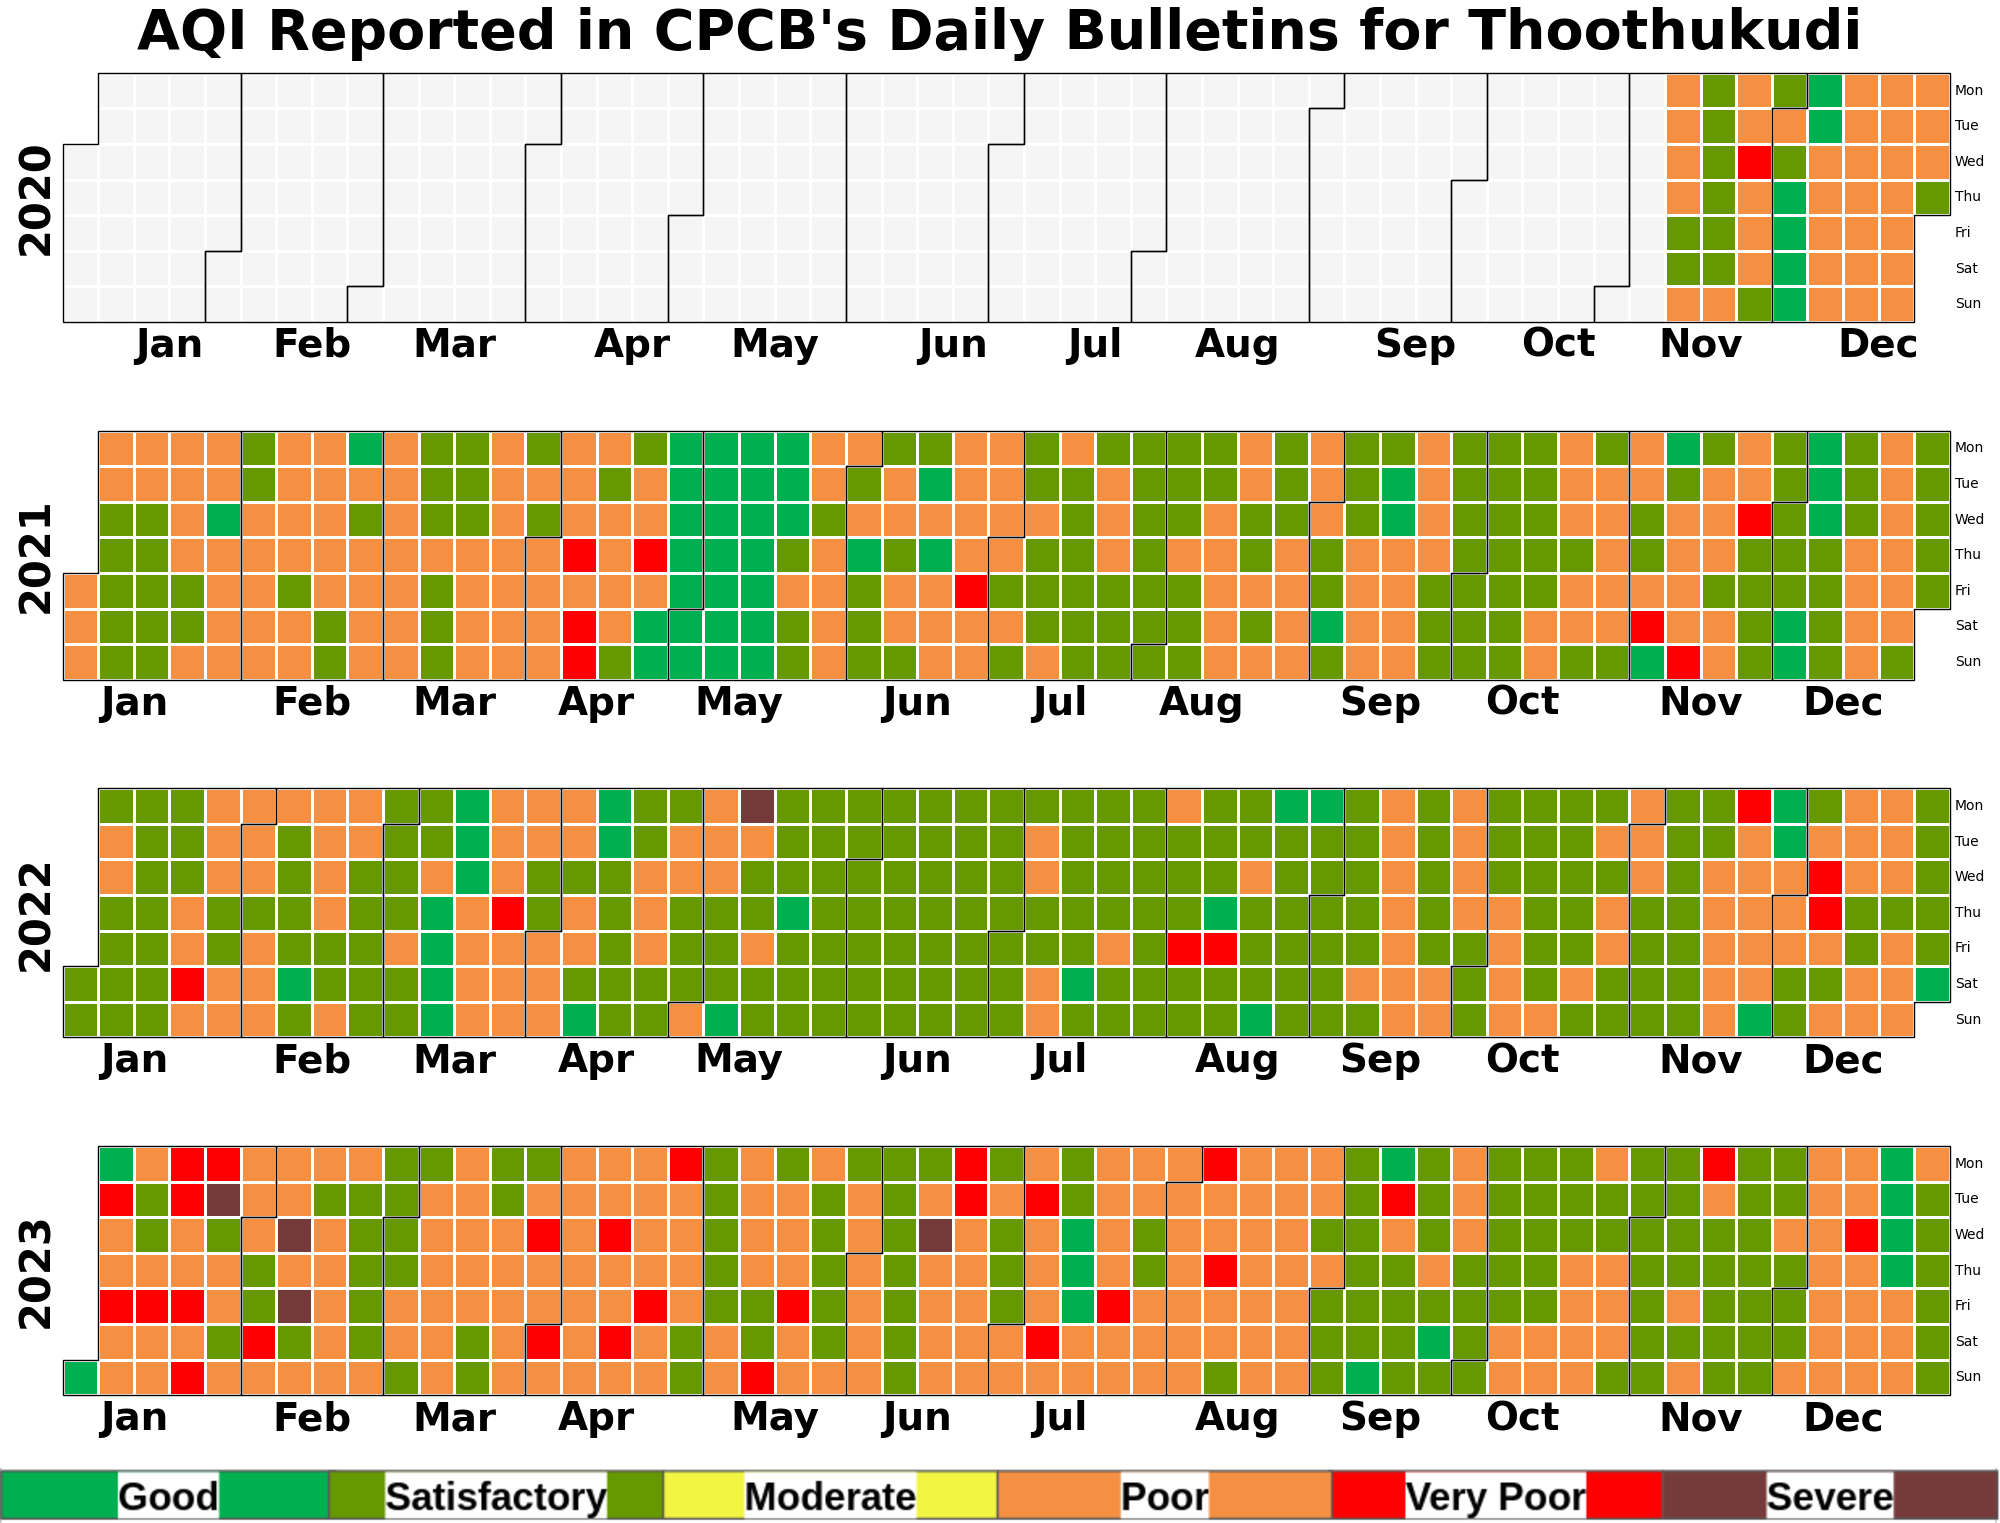 AQI Reported in CPCB's Daily Bulletins for Thoothukudi
2020
Mon
Tue
Wed
Thu
Fri
Sat
Sun
Jan Feb Mar Apr May Jun Jul Aug Sep Oct Nov Dec
2021
Mon
Tue
Wed
Thu
Fri
Sat
Sun
Jan Feb Mar Apr May Jun Jul Aug Sep Oct Nov Dec
2022
Mon
Tue
Wed
Thu
Fri
Sat
Sun
Jan Feb Mar Apr May Jun Jul Aug Sep Oct Nov Dec
2023
Mon
Tue
Wed
Thu
Fri
Sat
Sun
Jan Feb Mar Apr May Jun Jul Aug Sep Oct Nov Dec
Good Satisfactory Moderate Poor Very Poor Severe